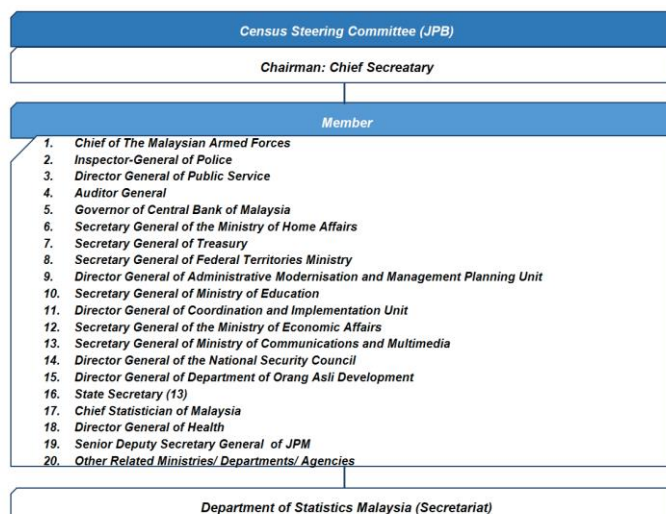 Census Steering Committee (JPB)
Chairman: Chief Secreatary
Member
1. Chief of The Malaysian Armed Forces
2. Inspector-General of Police
3. Director General of Public Service
4. Auditor General
5. Governor of Central Bank of Malaysia
6. Secretary General of the Ministry of Home Affairs
7. Secretary General of Treasury
8. Secretary General of Federal Territories Ministry
9. Director General of Administrative Modernisation and Management Planning Unit
10. Secretary General of Ministry of Education
11. Director General of Coordination and Implementation Unit
12. Secretary General of the Ministry of Economic Affairs
13. Secretary General of Ministry of Communications and Multimedia
14. Director General of the National Security Council
15. Director General of Department of Orang Asli Development
16. State Secretary (13)
17. Chief Statistician of Malaysia
18. Director General of Health
19. Senior Deputy Secretary General of JPM
20. Other Related Ministries/ Departments/ Agencies
Department of Statistics Malaysia (Secretariat)